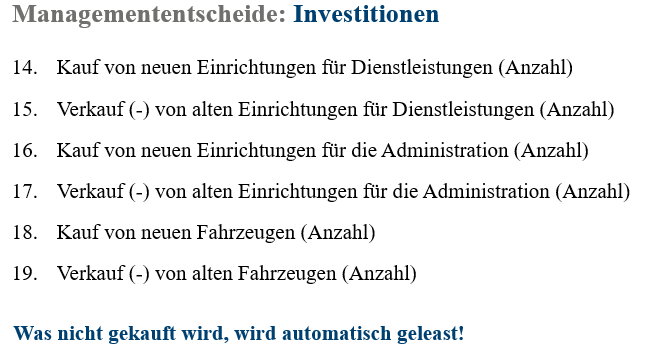 Managemententscheide: Investitionen
14. Kauf von neuen Einrichtungen für Dienstleistungen (Anzahl)
15. Verkauf (-) von alten Einrichtungen für Dienstleistungen (Anzahl)
16. Kauf von neuen Einrichtungen für die Administration (Anzahl)
17. Verkauf (-) von alten Einrichtungen für die Administration (Anzahl)
18. Kauf von neuen Fahrzeugen (Anzahl)
19. Verkauf (-) von alten Fahrzeugen (Anzahl)
Was nicht gekauft wird, wird automatisch geleast!